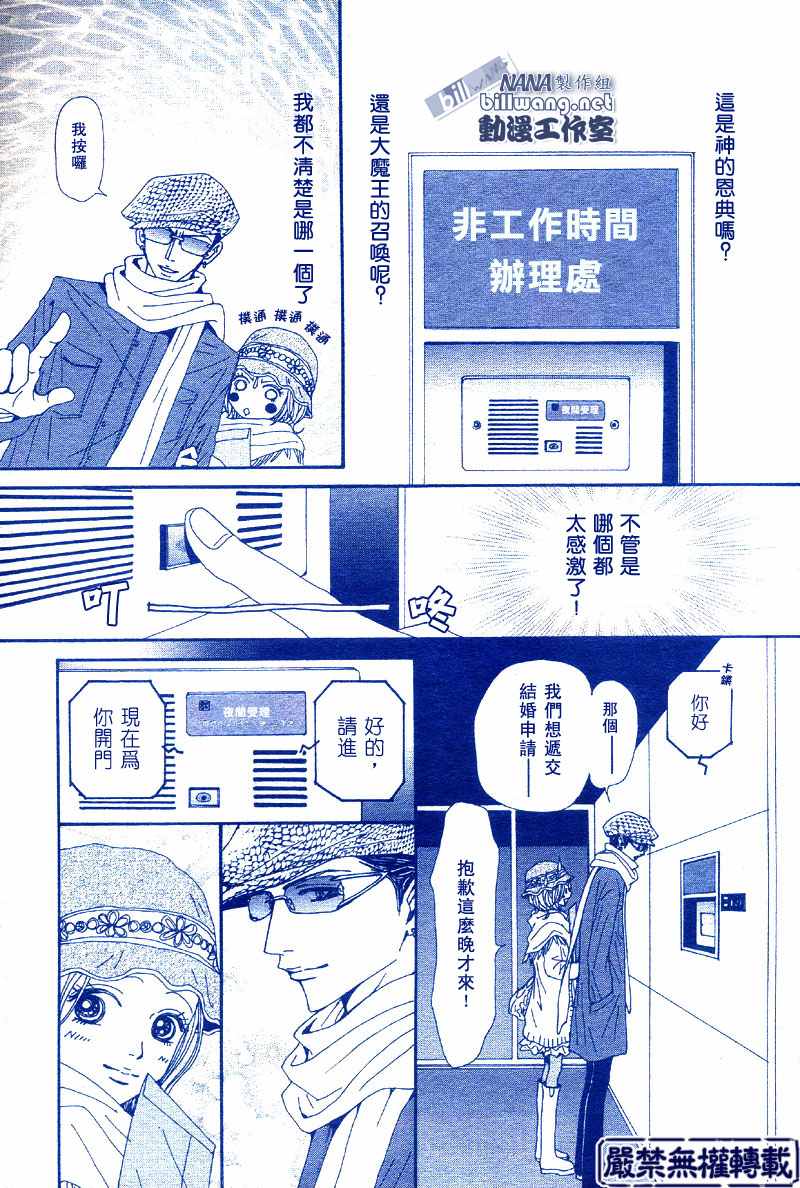 bill WANG
NANA製作組
billwang.net
動漫工作室
這是神的恩典嗎？
非工作時間
辦理處
夜間受理
還是大魔王的召喚呢？
我都不清楚是哪一個了
我按囉
撲通
撲通
撲通
不管是
哪個都
太感激了！
叮
咚
卡鏘
你好
那個──
我們想遞交
結婚申請──
抱歉這麼晚才來！
夜間受理
好的，
請進
現在為
你開門
嚴禁無權轉載